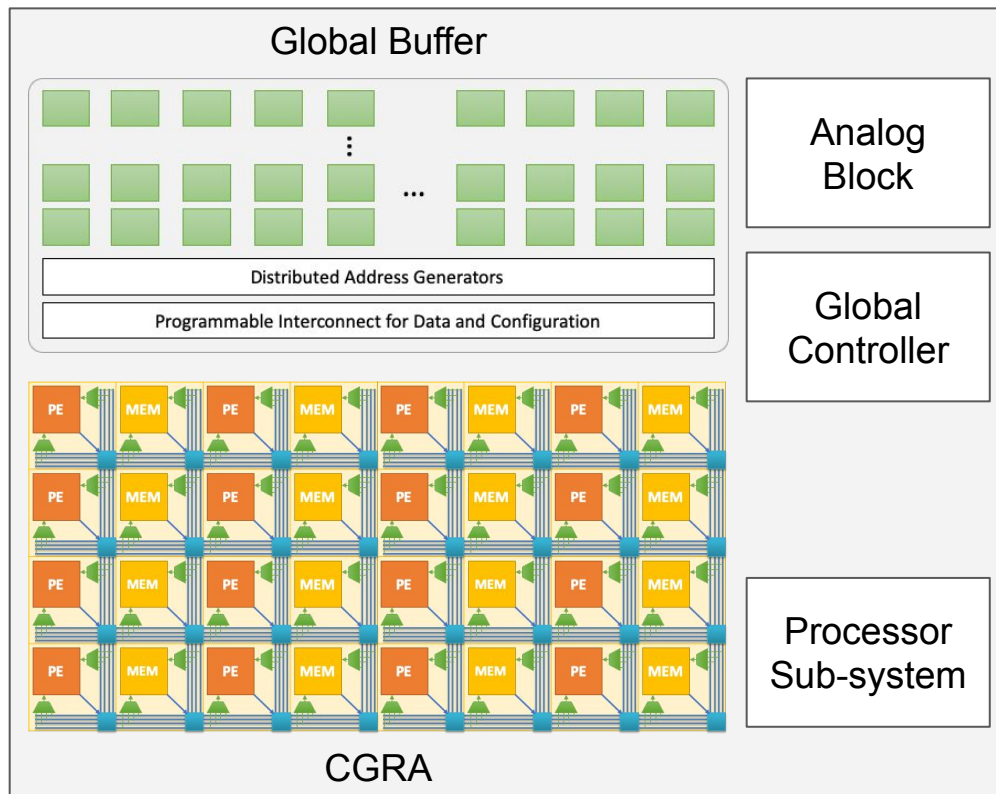 Global Buffer
...
...
Distributed Address Generators
Programmable Interconnect for Data and Configuration
Analog
Block
Global
Controller
PE MEM PE MEM PE MEM PE MEM
PE MEM PE MEM PE MEM PE MEM
PE MEM PE MEM PE MEM PE MEM
PE MEM PE MEM PE MEM PE MEM
Processor
Sub-system
CGRA